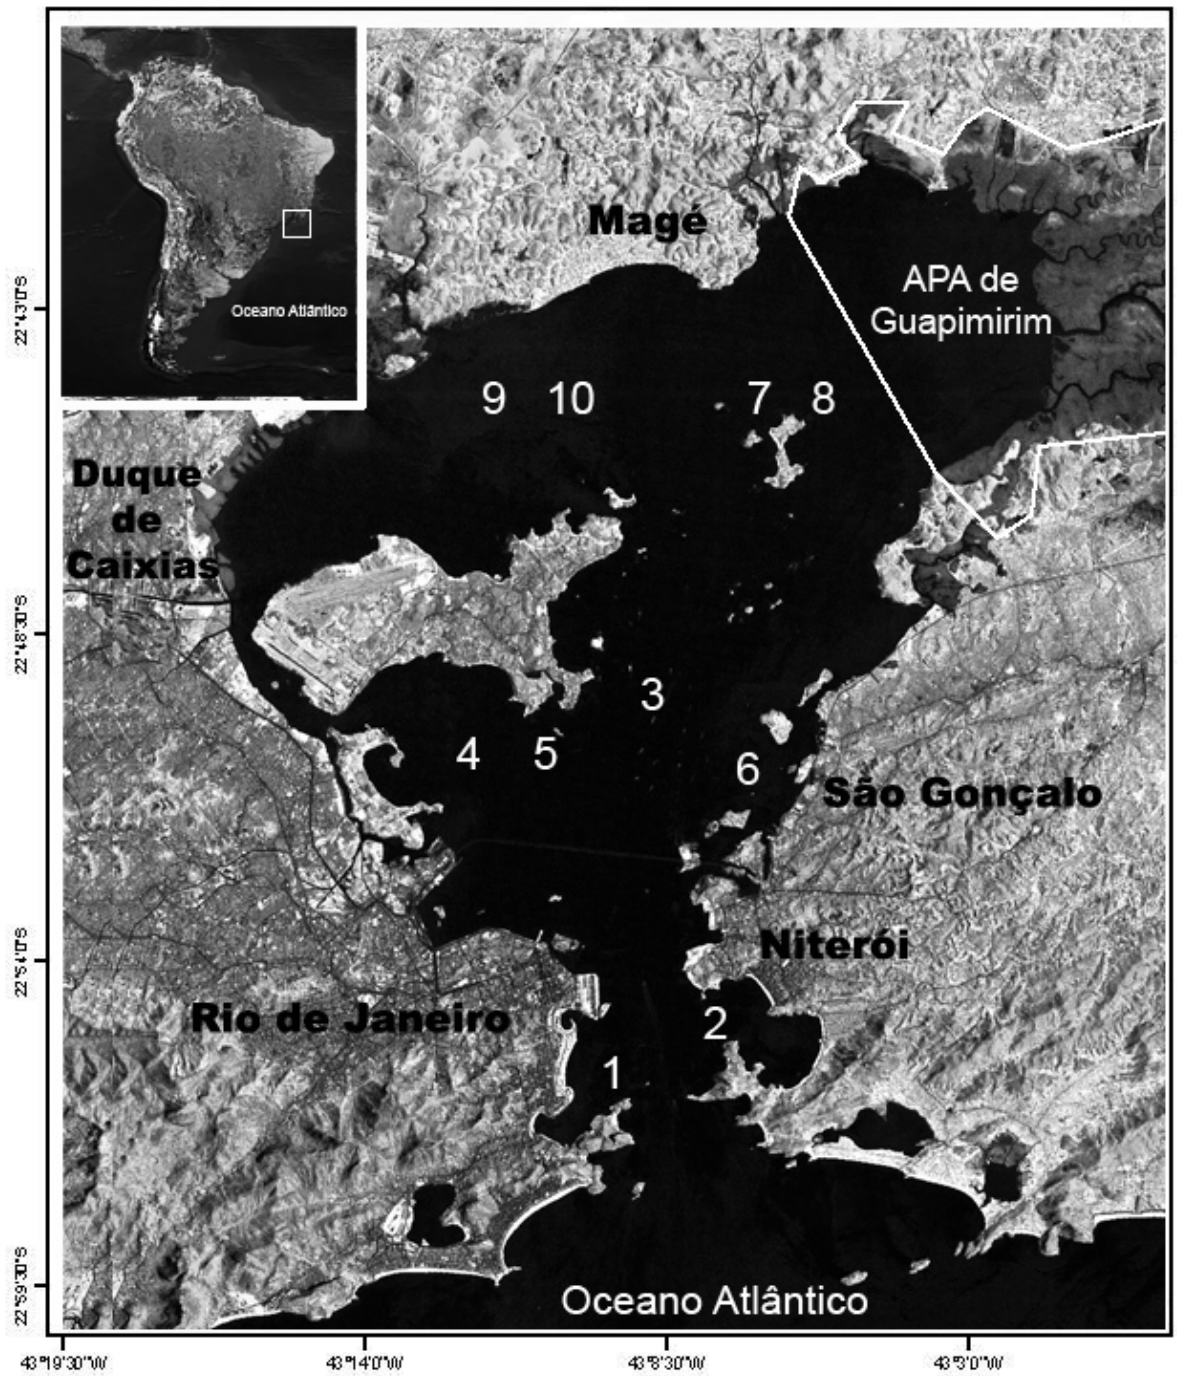 Oceano Atlântico
Magé
APA de
Guapimirim
22°43'0"S
9 10 7 8
Duque
de
Caixias
22°48'30"S
3
4 5 6
São Gonçalo
Niterói
22°54'0"S
Rio de Janeiro
2
1
22°59'30"S
Oceano Atlântico
43°19'30"W 43°14'0"W 43°8'30"W 43°3'0"W